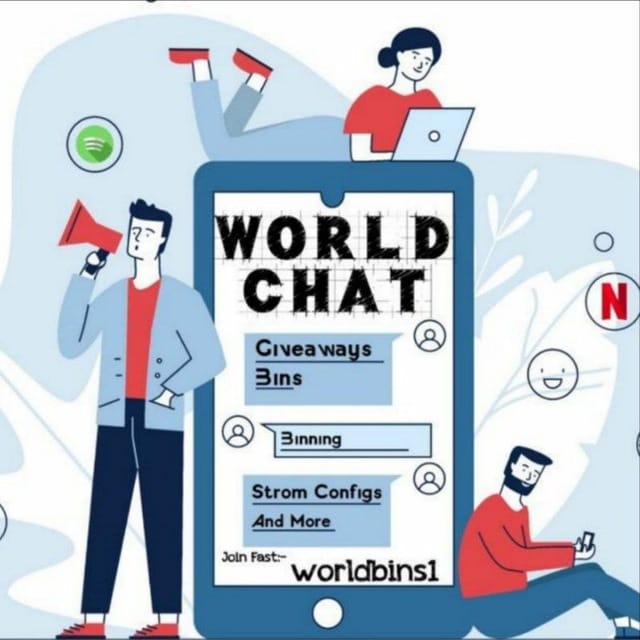 WORLD
CHAT
Giveaways
Bins
Binning
Strom Configs
And More
Join Fast:-
worldbins1
N